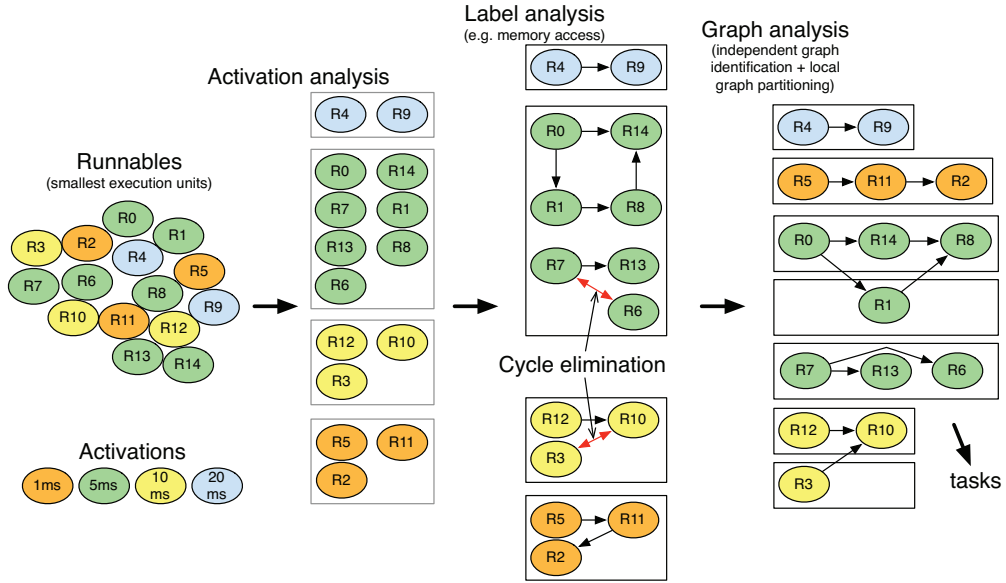 Runnables
(smallest execution units)
R0
R1
R3
R2
R4
R5
R7
R6
R8
R9
R10
R11
R12
R13
R14
Activations
1ms
5ms
10
ms
20
ms
Activation analysis
R4 R9
R0 R14
R7 R1
R13 R8
R6
R12 R10
R3
R5 R11
R2
Label analysis
(e.g. memory access)
R4 R9
R0 R14
R1 R8
R7 R13
R6
Cycle elimination
R12 R10
R3
R5 R11
R2
Graph analysis
(independent graph
identification + local
graph partitioning)
R4 R9
R5 R11 R2
R0 R14 R8
R1
R7 R13 R6
R12 R10
R3
tasks